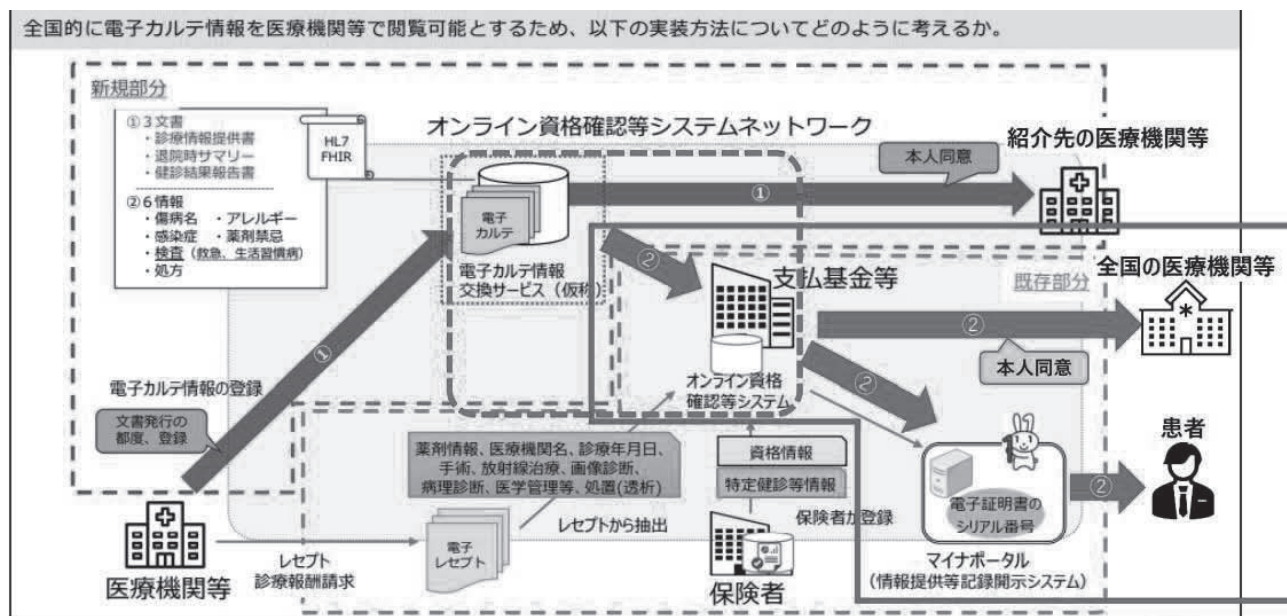 全国的に電子カルテ情報を医療機関等で閲覧可能とするため、以下の実装方法についてどのように考えるか。
新規部分
①3文書
・診療情報提供書
・退院時サマリー
・健診結果報告書
②6情報
・傷病名 ・アレルギー
・感染症 ・薬剤禁忌
・検査(救急、生活習慣病)
・処方
HL7
FHIR
オンライン資格確認等システムネットワーク
電子
カルテ
電子カルテ情報
交換サービス(仮称)
①
本人同意
紹介先の医療機関等
②
支払基金等
既存部分
全国の医療機関等
②
本人同意
オンライン資格
確認等システム
②
①
電子カルテ情報の登録
文書発行の
都度、登録
薬剤情報、医療機関名、診療年月日、
手術、放射線治療、画像診断、
病理診断、医学管理等、処置(透析)
資格情報
特定健診等情報
レセプトから抽出
保険者が登録
医療機関等
レセプト
診療報酬請求
電子
レセプト
保険者
電子証明書の
シリアル番号
マイナポータル
(情報提供等記録開示システム)
②
患者